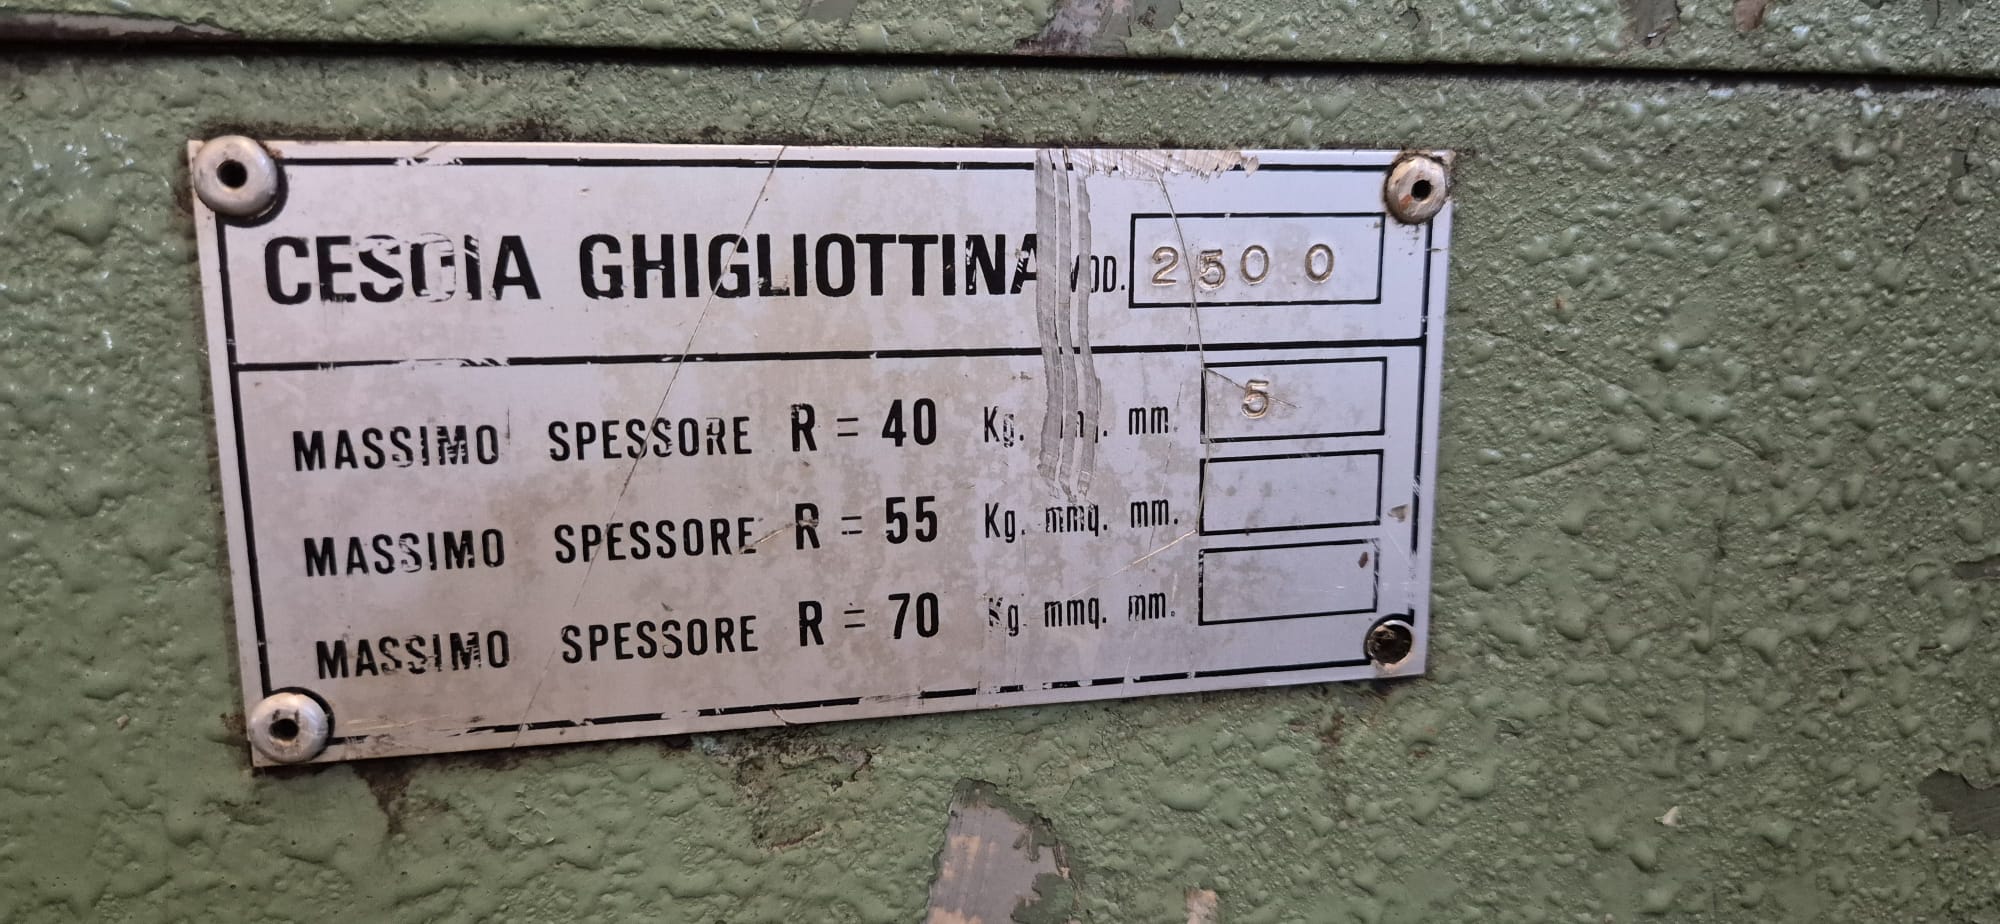 CESOIA GHIGLIOTTINA MOD. 2500
MASSIMO SPESSORE R = 40 Kg. mm. 5
MASSIMO SPESSORE R = 55 Kg. mmq. mm.
MASSIMO SPESSORE R = 70 Kg mmq. mm.